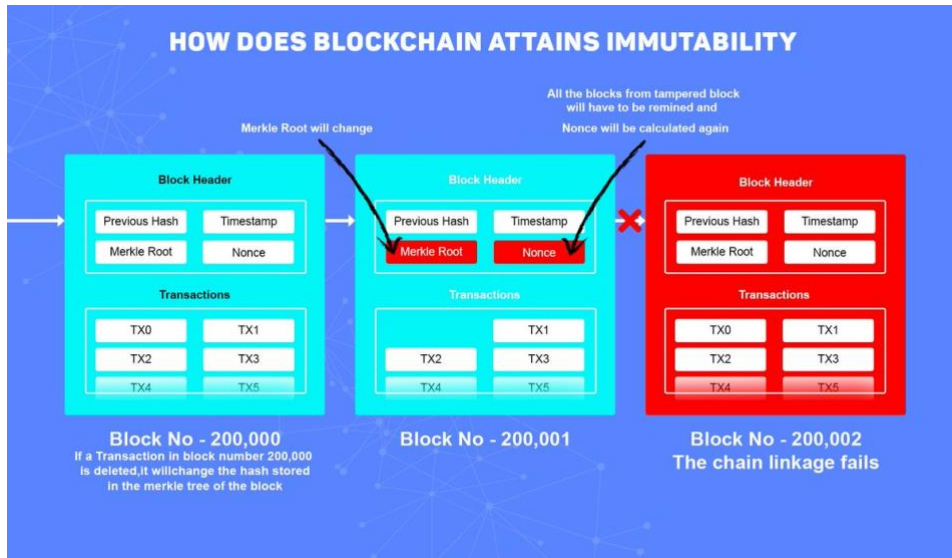 HOW DOES BLOCKCHAIN ATTAINS IMMUTABILITY
Merkle Root will change
All the blocks from tampered block
will have to be remined and
Nonce will be calculated again
Block Header
Previous Hash
Timestamp
Merkle Root
Nonce
Transactions
TX0
TX1
TX2
TX3
TX4
TX5
Block No - 200,000
If a Transaction in block number 200,000
is deleted,it willchange the hash stored
in the merkle tree of the block
Block Header
Previous Hash
Timestamp
Merkle Root
Nonce
Transactions
TX1
TX2
TX3
TX4
TX5
Block No - 200,001
Block Header
Previous Hash
Timestamp
Merkle Root
Nonce
Transactions
TX0
TX1
TX2
TX3
TX4
TX5
Block No - 200,002
The chain linkage fails